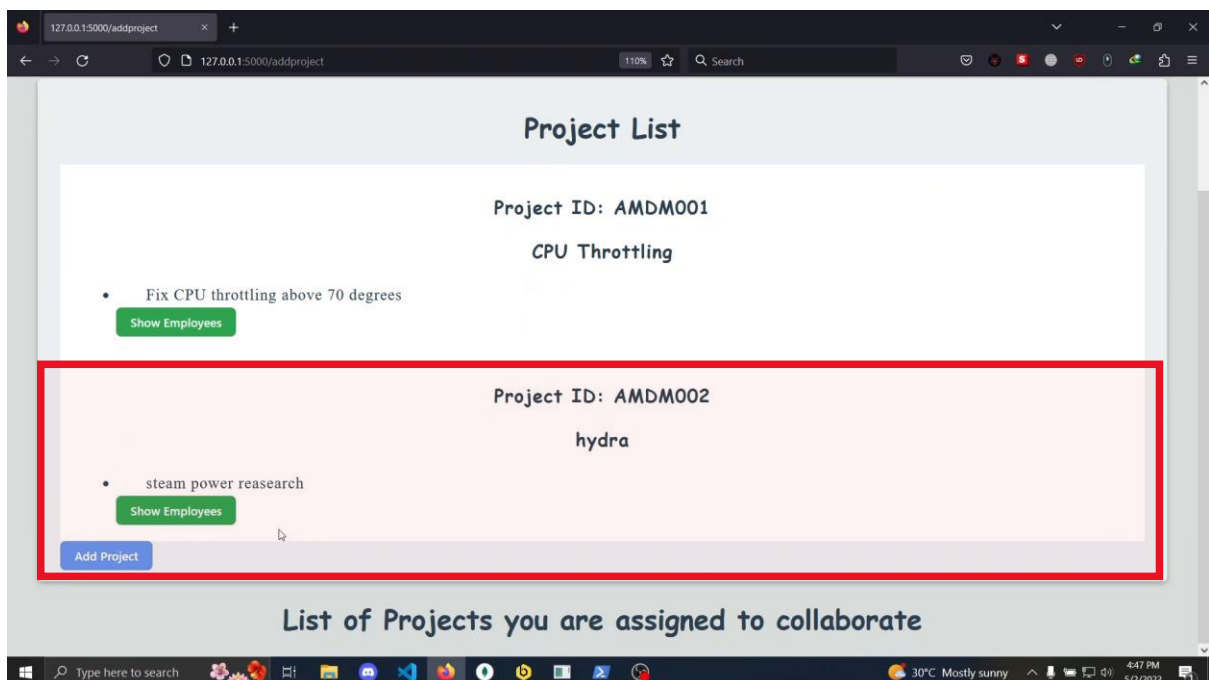 127.0.0.1:5000/addproject
127.0.0.1:5000/addproject
110%
Search
Project List
Project ID: AMDM001
CPU Throttling
Fix CPU throttling above 70 degrees
Show Employees
Project ID: AMDM002
hydra
steam power reasearch
Show Employees
Add Project
List of Projects you are assigned to collaborate
Type here to search
30°C Mostly sunny
4:47 PM
5/2/2023